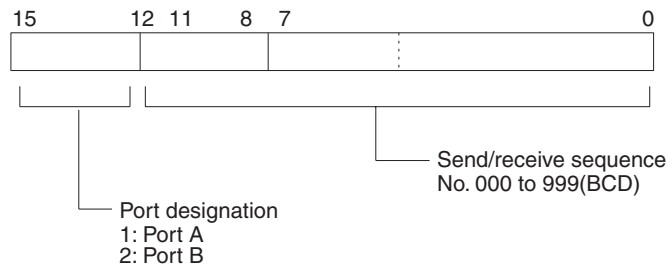 15 12 11 8 7 0
Send/receive sequence
No. 000 to 999(BCD)
Port designation
1: Port A
2: Port B